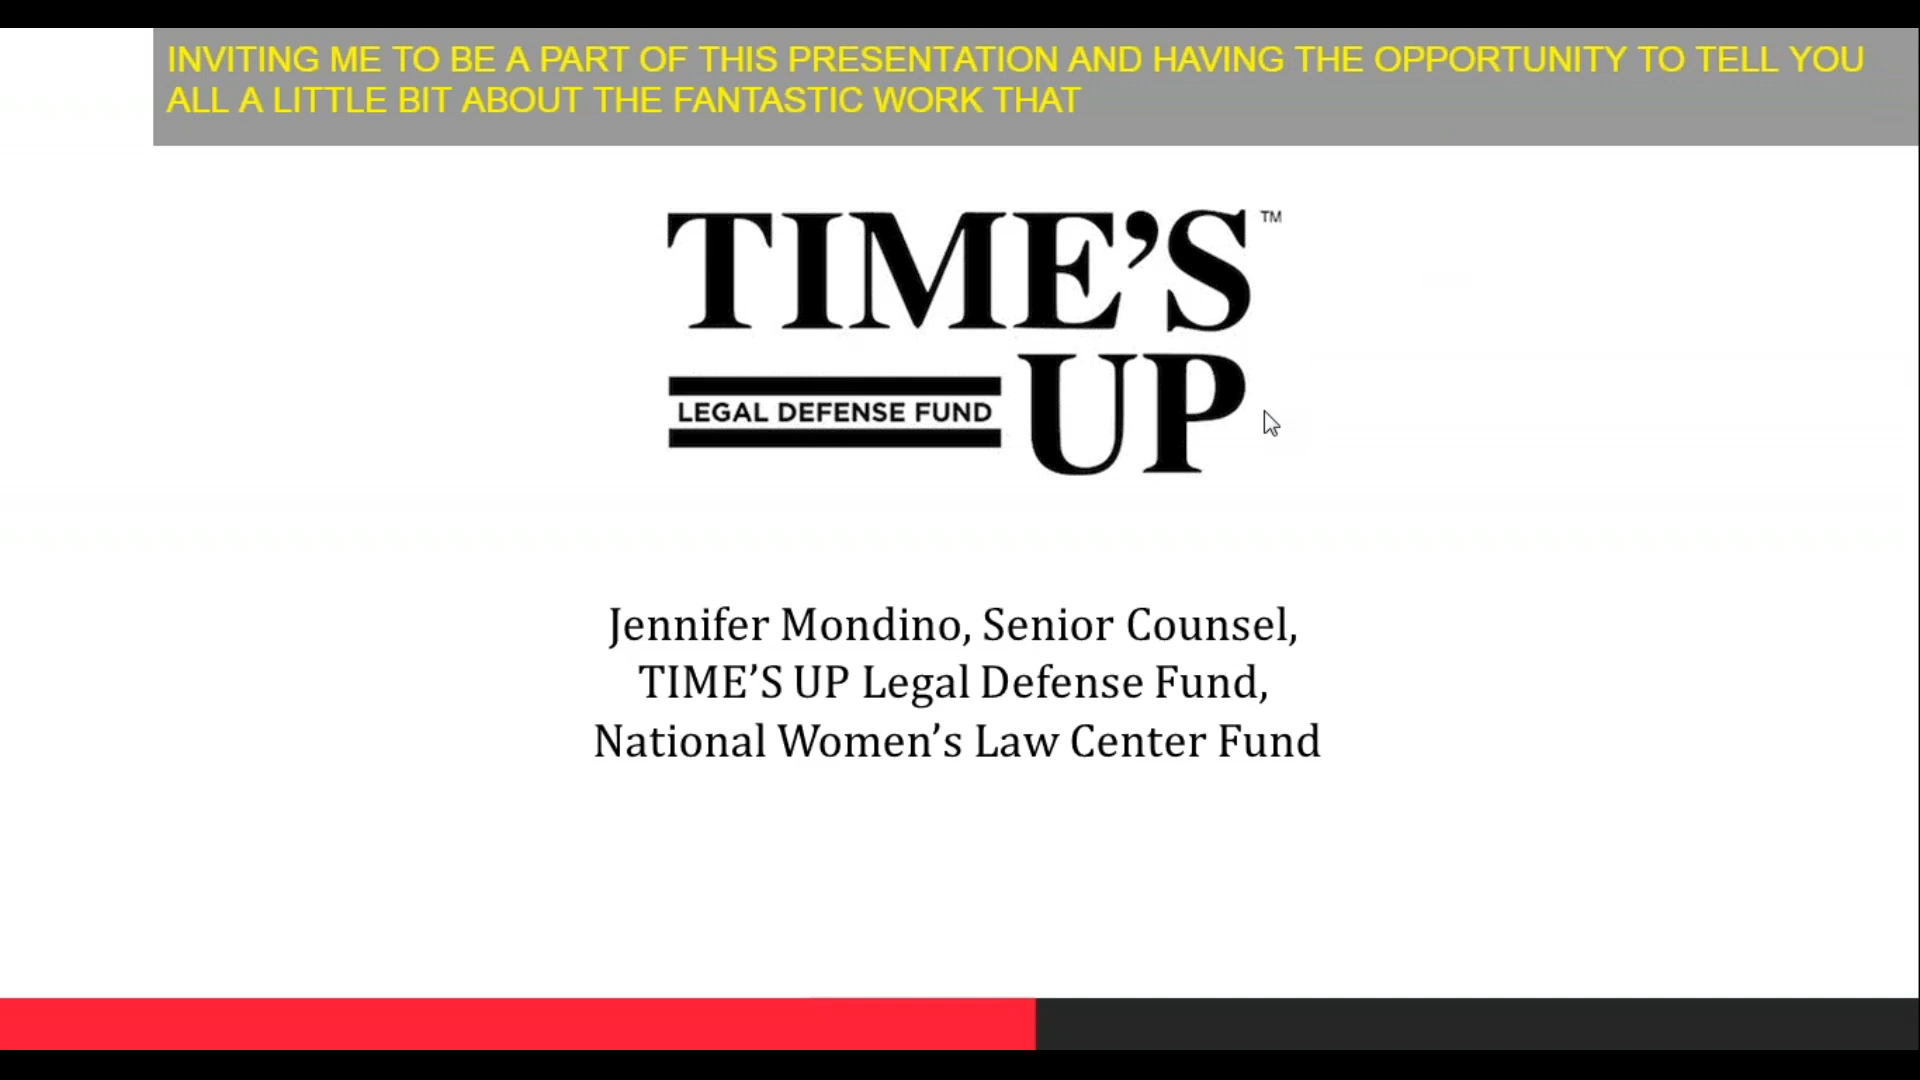 INVITING ME TO BE A PART OF THIS PRESENTATION AND HAVING THE OPPORTUNITY TO TELL YOU
ALL A LITTLE BIT ABOUT THE FANTASTIC WORK THAT
TIME’S ™
LEGAL DEFENSE FUND UP
Jennifer Mondino, Senior Counsel,
TIME’S UP Legal Defense Fund,
National Women’s Law Center Fund